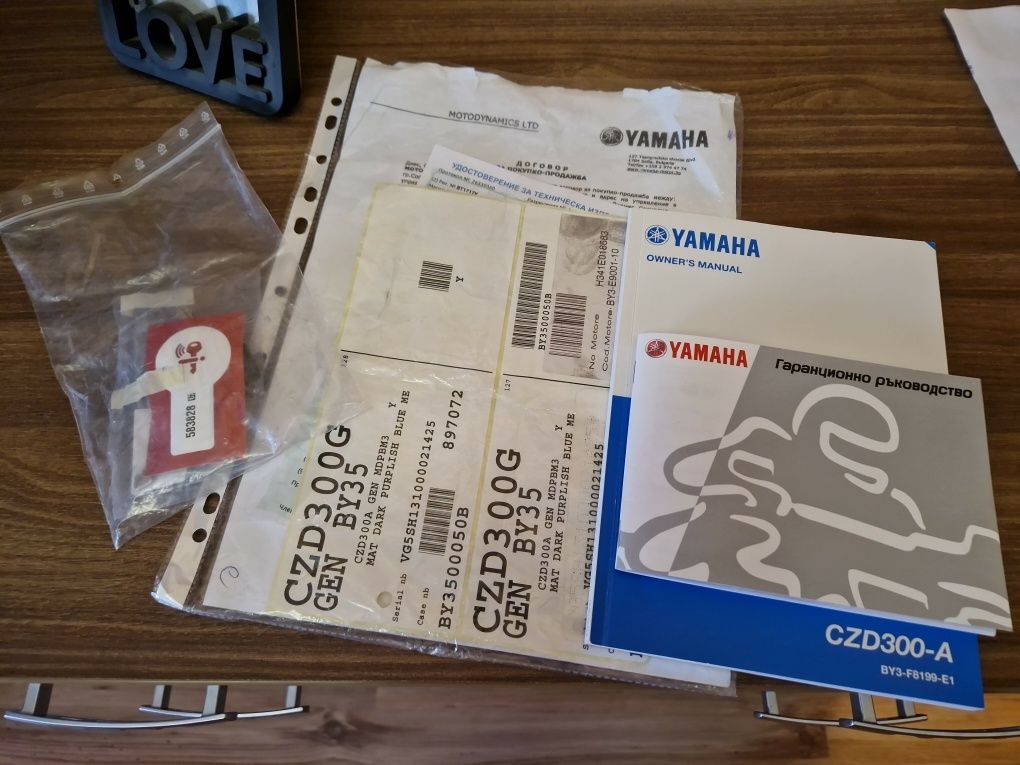 LOVE
MOTODYNAMICS LTD
YAMAHA
ДОГОВОР
ПОКУПКО-ПРОДАЖБА
УДОСТОВЕРЕНИЕ ЗА ТЕХНИЧЕСКА
Y
BY3500050B
No Motore H341E018663
Cod.Motore: BY3-E9001-10
128
CZD300G
GEN BY35
CZD300A GEN MDPBM3 Y
MAT DARK PURPLISH BLUE ME
Serial nb VG5SH131000021425
Case nb 897072
BY3500050B
127
CZD300G
GEN BY35
CZD300A GEN MDPBM3 Y
MAT DARK PURPLISH BLUE ME
VG5SH131000021425
583828
YAMAHA
OWNER'S MANUAL
YAMAHA
Гаранционно ръководство
CZD300-A
BY3-F8199-E1